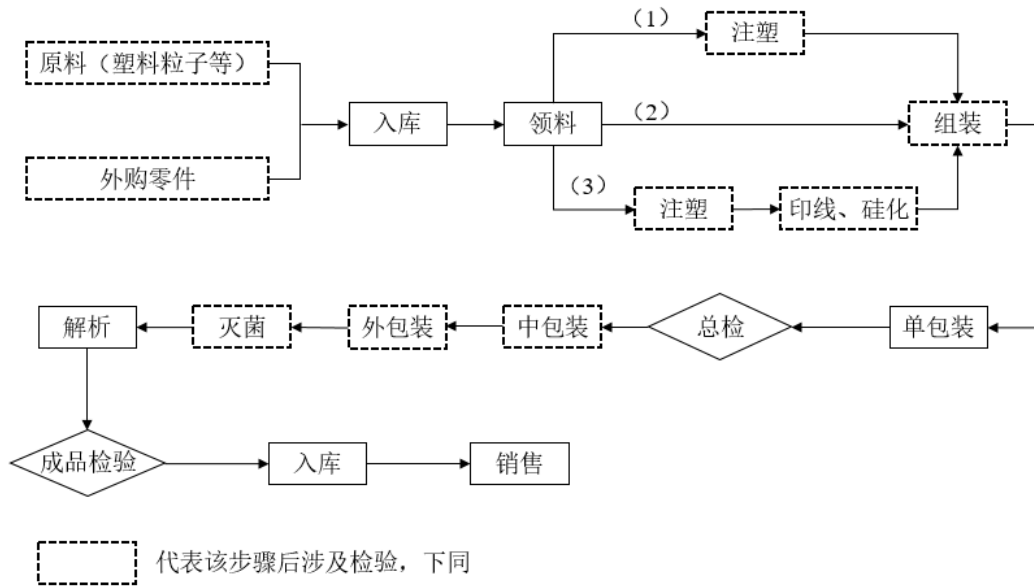 原料（塑料粒子等）
外购零件
入库
领料
（1）
注塑
（2）
组装
（3）
注塑
印线、硅化
解析
灭菌
外包装
中包装
总检
单包装
成品检验
入库
销售
代表该步骤后涉及检验，下同